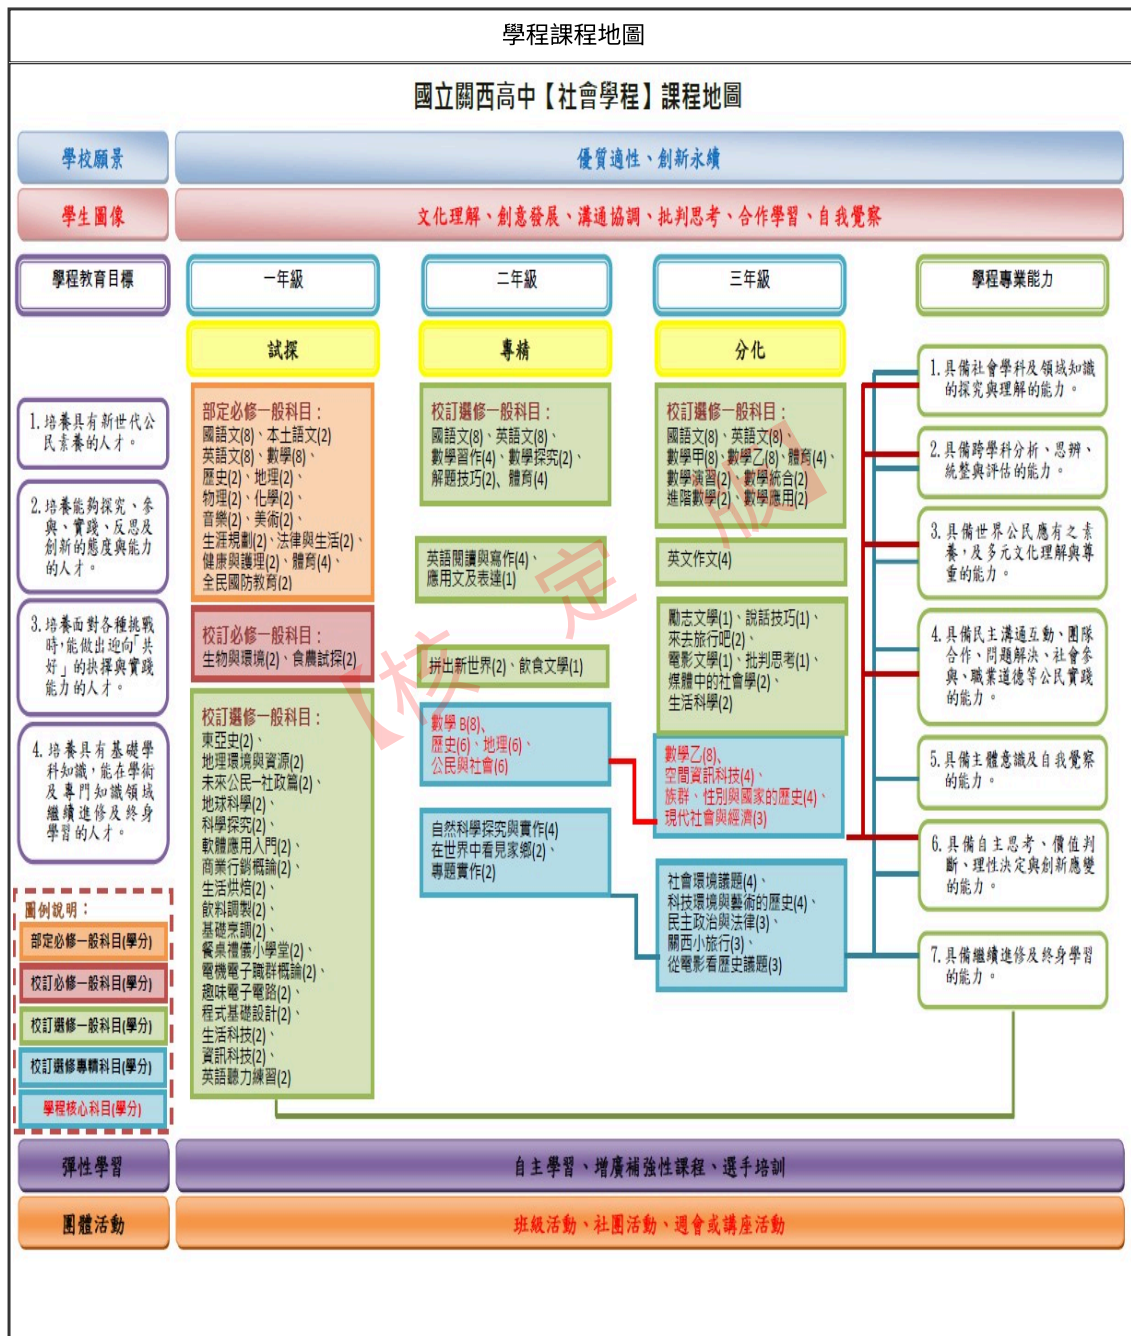 學程課程地圖
國立關西高中【社會學程】課程地圖
學校願景
優質適性、創新永續
學生圖像
文化理解、創意發展、溝通協調、批判思考、合作學習、自我覺察
學程教育目標
一年級
二年級
三年級
學程專業能力
試探
專精
分化
1.培養具有新世代公
民素養的人才。
2.培養能夠探究、參
與、實踐、反思及
創新的態度與能力
的人才。
3.培養面對各種挑戰
時,能做出迎向「共
好」的抉擇與實踐
能力的人才。
4.培養具有基礎學
科知識,能在學術
及專門知識領域
繼續進修及終身
學習的人才。
圖例說明:
部定必修一般科目(學分)
校訂必修一般科目(學分)
校訂選修一般科目(學分)
校訂選修專精科目(學分)
學程核心科目(學分)
部定必修一般科目:
國語文(8)、本土語文(2)
英語文(8)、數學(8)、
歷史(2)、地理(2)、
物理(2)、化學(2)、
音樂(2)、美術(2)、
生涯規劃(2)、法律與生活(2)、
健康與護理(2)、體育(4)、
全民國防教育(2)
校訂必修一般科目:
生物與環境(2)、食農試探(2)
校訂選修一般科目:
東亞史(2)、
地理環境與資源(2)
未來公民—社政篇(2)、
地球科學(2)、
科學探究(2)、
軟體應用入門(2)、
商業行銷概論(2)、
生活烘焙(2)、
飲料調製(2)、
基礎烹調(2)、
餐桌禮儀小學堂(2)、
電機電子職群概論(2)、
趣味電子電路(2)、
程式基礎設計(2)、
生活科技(2)、
資訊科技(2)、
英語聽力練習(2)
校訂選修一般科目:
國語文(8)、英語文(8)、
數學習作(4)、數學探究(2)、
解題技巧(2)、體育(4)
英語閱讀與寫作(4)、
應用文及表達(1)
拼出新世界(2)、飲食文學(1)
數學 B(8)、
歷史(6)、地理(6)、
公民與社會(6)
自然科學探究與實作(4)
在世界中看見家鄉(2)、
專題實作(2)
校訂選修一般科目:
國語文(8)、英語文(8)、
數學甲(8)、數學乙(8)、體育(4)、
數學演習(2)、數學統合(2)
進階數學(2)、數學應用(2)
英文作文(4)
勵志文學(1)、說話技巧(1)、
來去旅行吧(2)、
電影文學(1)、批判思考(1)、
媒體中的社會學(2)、
生活科學(2)
數學乙(8)、
空間資訊科技(4)、
族群、性別與國家的歷史(4)、
現代社會與經濟(3)
社會環境議題(4)、
科技環境與藝術的歷史(4)、
民主政治與法律(3)、
關西小旅行(3)、
從電影看歷史議題(3)
1.具備社會學科及領域知識
的探究與理解的能力。
2.具備跨學科分析、思辨、
統整與評估的能力。
3.具備世界公民應有之素
養,及多元文化理解與尊
重的能力。
4.具備民主溝通互動、團隊
合作、問題解決、社會參
與、職業道德等公民實踐
的能力。
5.具備主體意識及自我覺察
的能力。
6.具備自主思考、價值判
斷、理性決定與創新應變
的能力。
7.具備繼續進修及終身學習
的能力。
【核定版】
彈性學習
自主學習、增廣補強性課程、選手培訓
團體活動
班級活動、社團活動、週會或講座活動